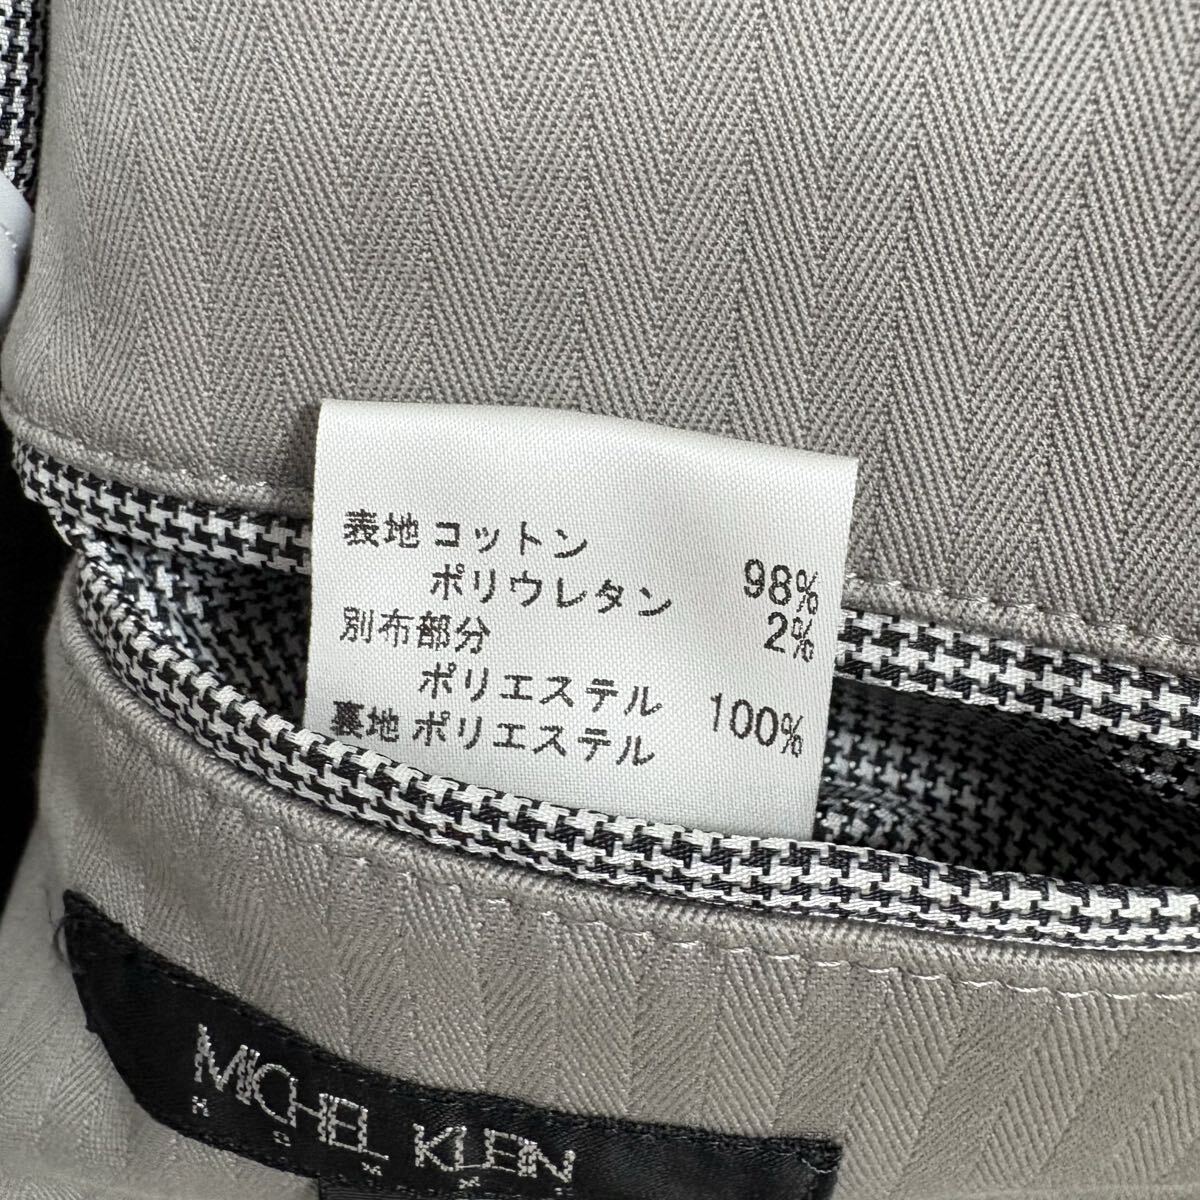 表地 コットン 98%
ポリウレタン 2%
別布部分
ポリエステル 100%
裏地 ポリエステル
MICHEL KLEIN